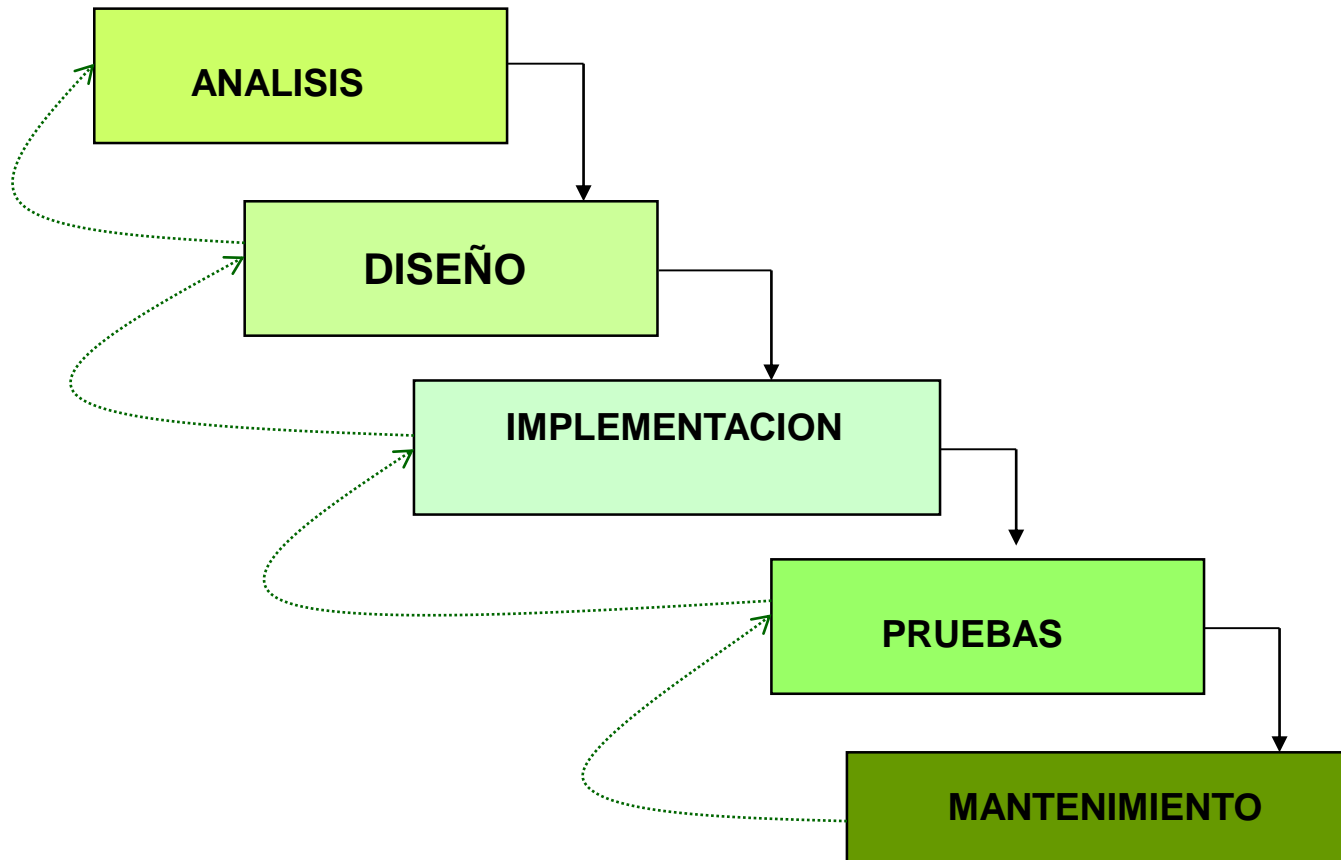 ANALISIS
DISEÑO
IMPLEMENTACION
PRUEBAS
MANTENIMIENTO